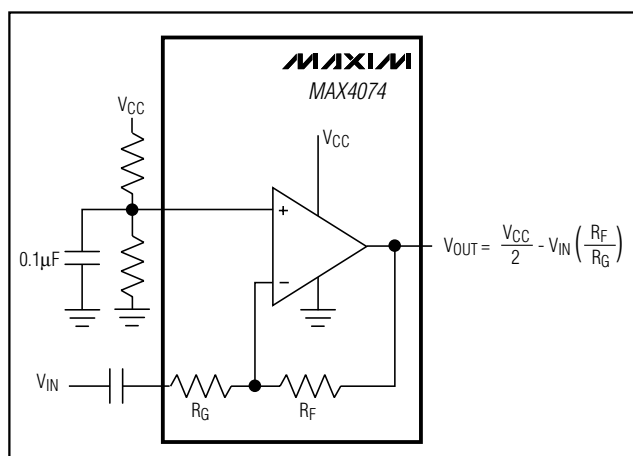 MAXIM
MAX4074
VCC
VCC
+
0.1µF
−
VOUT = VCC/2 - VIN (RF/RG)
VIN
RG
RF